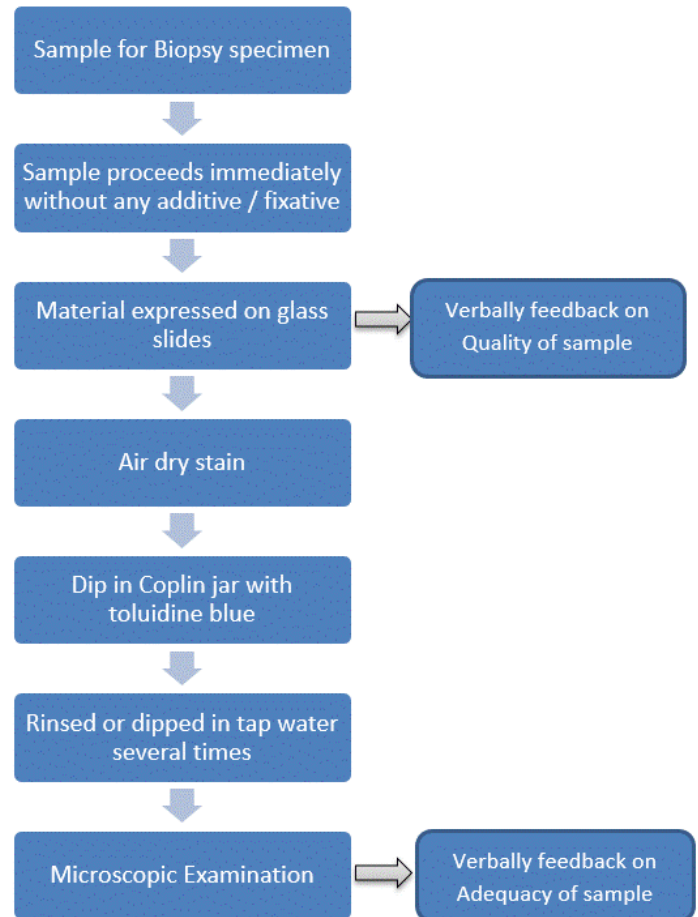 Sample for Biopsy specimen
Sample proceeds immediately
without any additive / fixative
Material expressed on glass
slides
Verbally feedback on
Quality of sample
Air dry stain
Dip in Coplin jar with
toluidine blue
Rinsed or dipped in tap water
several times
Microscopic Examination
Verbally feedback on
Adequacy of sample